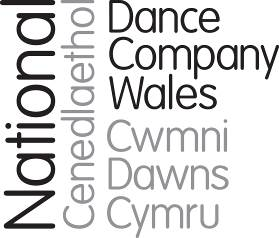 National
Dance
Company
Wales
Cenedlaethol
Cwmni
Dawns
Cymru